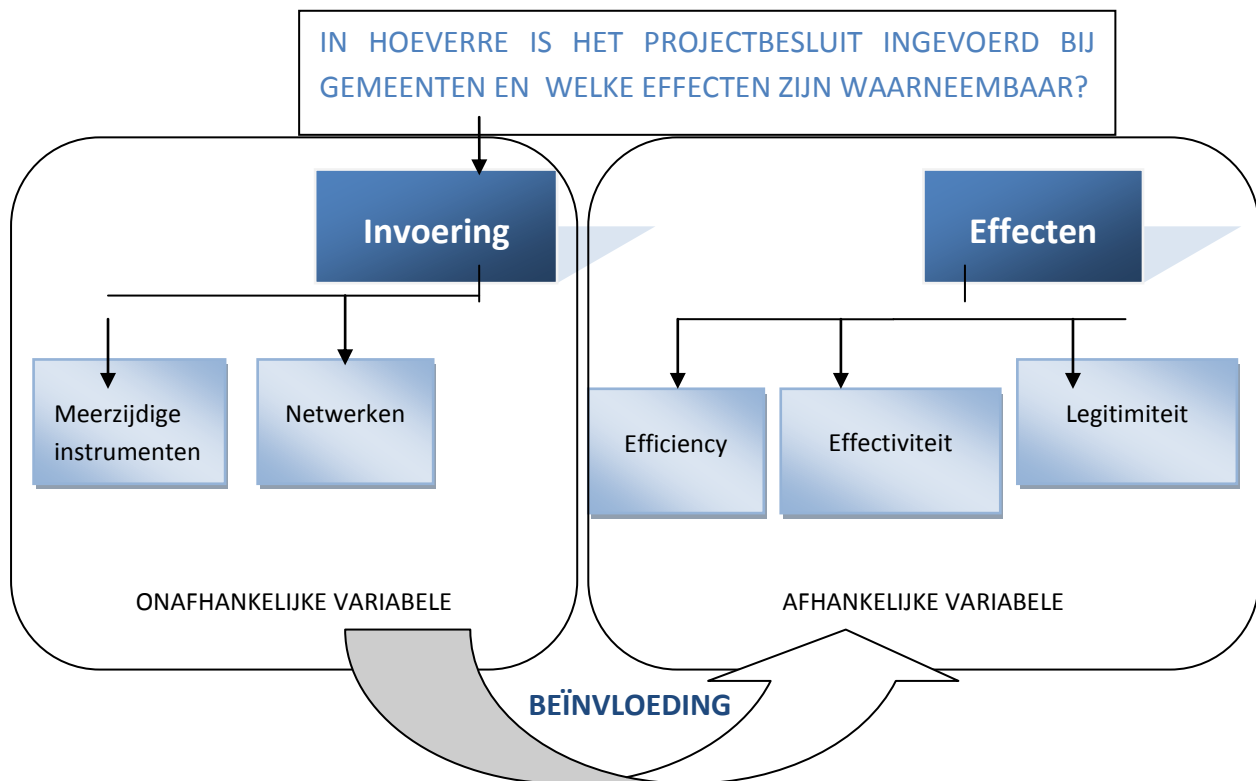 IN HOEVERRE IS HET PROJECTBESLUIT INGEVOERD BIJ
GEMEENTEN EN WELKE EFFECTEN ZIJN WAARNEEMBAAR?
Invoering
Effecten
Meerzijdige
instrumenten
Netwerken
Efficiency
Effectiviteit
Legitimiteit
ONAFHANKELIJKE VARIABELE
AFHANKELIJKE VARIABELE
BEÏNVLOEDING